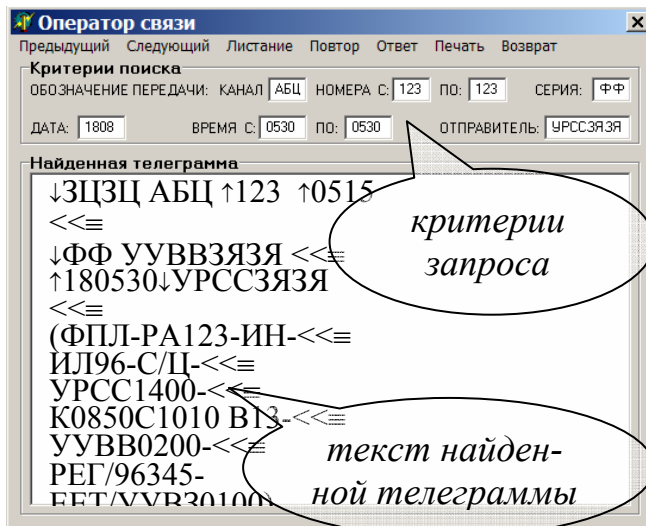 Оператор связи
Предыдущий Следующий Листание Повтор Ответ Печать Возврат
Критерии поиска
ОБОЗНАЧЕНИЕ ПЕРЕДАЧИ: КАНАЛ АБЦ НОМЕРА С: 123 ПО: 123 СЕРИЯ: ФФ
ДАТА: 1808 ВРЕМЯ С: 0530 ПО: 0530 ОТПРАВИТЕЛЬ: УРССЗЯЗЯ
Найденная телеграмма
↓ЗЦЗЦ АБЦ ↑123 ↑0515
<<≡
↓ФФ УУВВЗЯЗЯ <<≡
↑180530↓УРССЗЯЗЯ
<<≡
(ФПЛ-РА123-ИН-<<≡
ИЛ96-С/Ц-<<≡
УРСС1400-<<≡
К0850С1010 В13-<<≡
УУВВ0200-<<≡
РЕГ/96345-
ЕЕТ/УУВЗ0100)
критерии
запроса
текст найден-
ной телеграммы